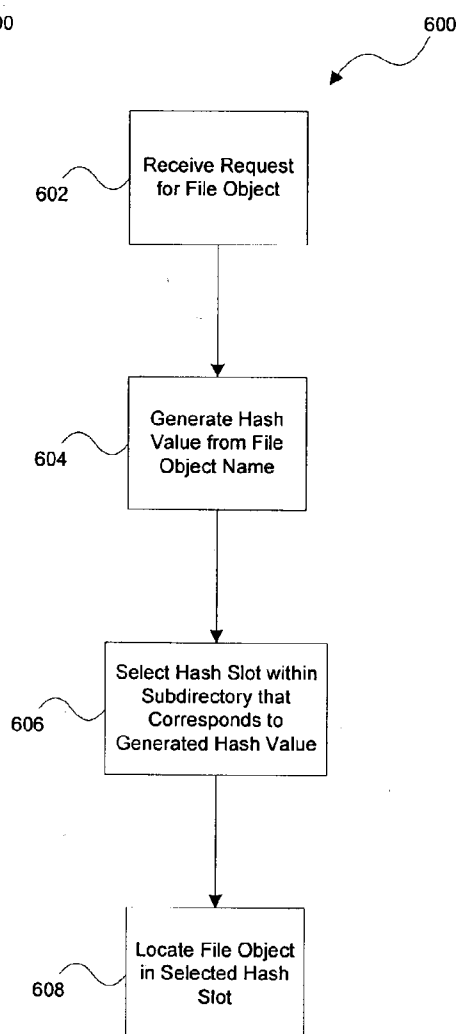 00
600
Receive Request
for File Object
602
Generate Hash
Value from File
Object Name
604
Select Hash Slot within
Subdirectory that
Corresponds to
Generated Hash Value
606
Locate File Object
in Selected Hash
Slot
608